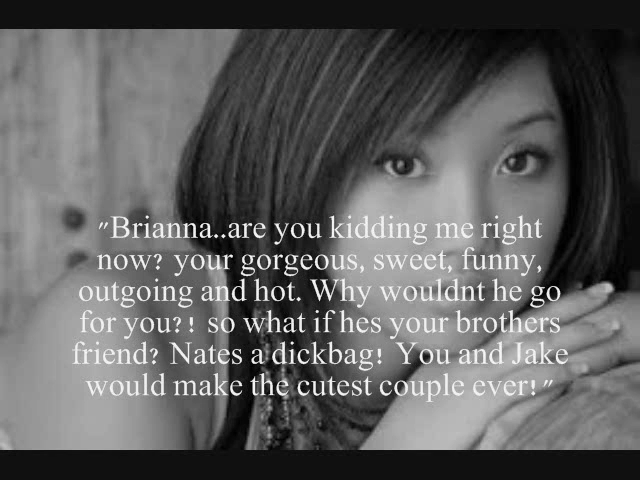 "Brianna..are you kidding me right
now? your gorgeous, sweet, funny,
outgoing and hot. Why wouldnt he go
for you?! so what if hes your brothers
friend? Nates a dickbag! You and Jake
would make the cutest couple ever!"